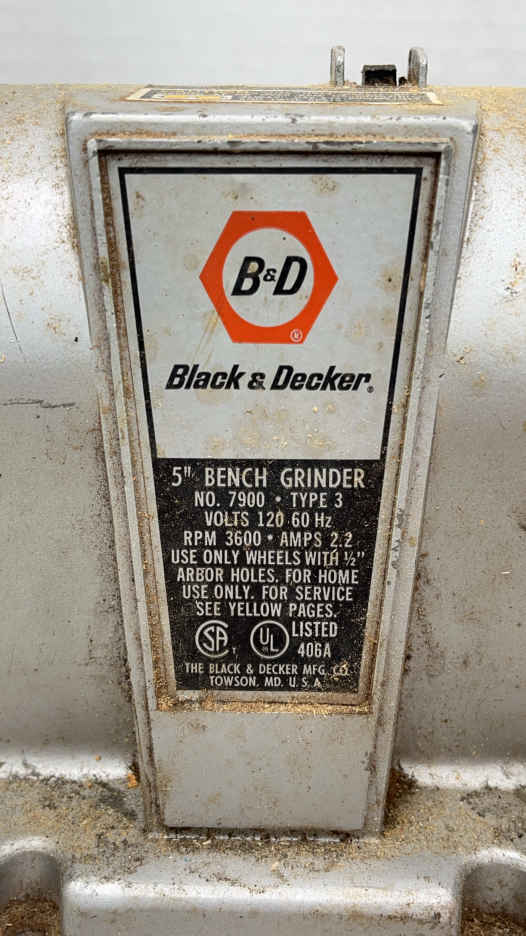 B&D
Black & Decker®
5" BENCH GRINDER
NO. 7900 • TYPE 3
VOLTS 120 60 Hz
RPM 3600 • AMPS 2.2
USE ONLY WHEELS WITH ½"
ARBOR HOLES. FOR HOME
USE ONLY. FOR SERVICE
SEE YELLOW PAGES.
SA UL LISTED
406A
THE BLACK & DECKER MFG. CO.
TOWSON, MD. U.S.A.